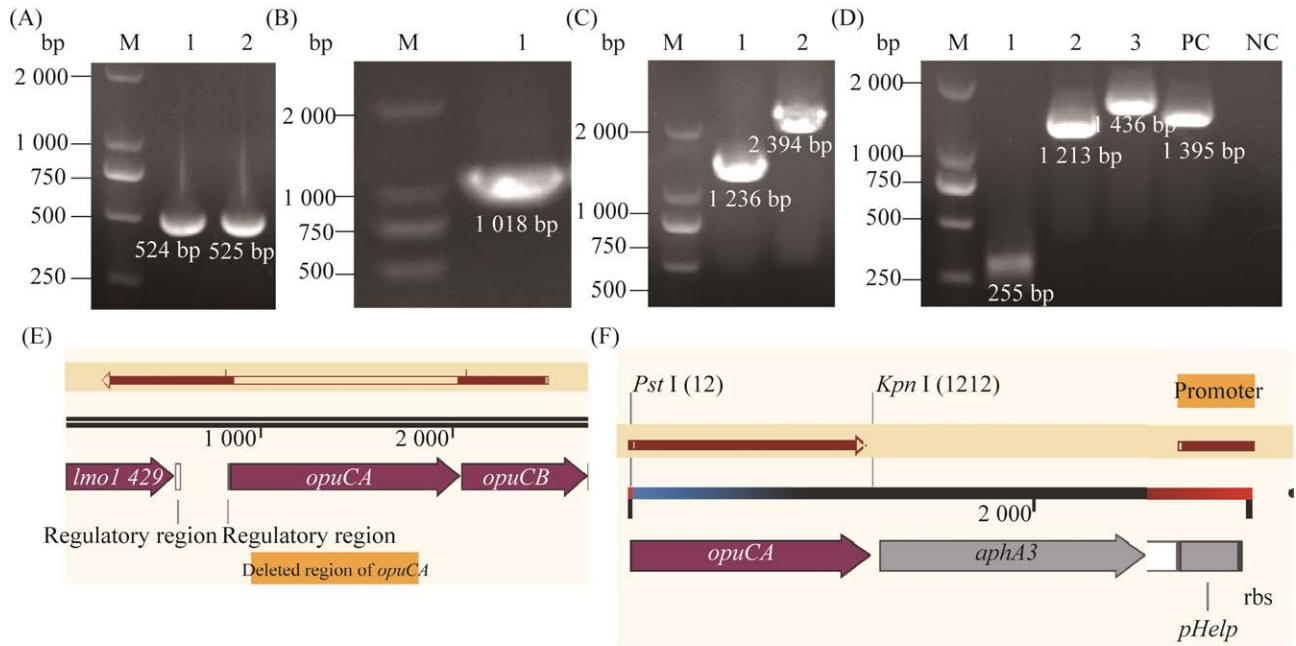 (A)
bp M 1 2
2 000
1 000
750
500
250
524 bp 525 bp
(B)
bp M 1
2 000
1 000
750
500
1 018 bp
(C)
bp M 1 2
2 000
1 000
750
500
2 394 bp
1 236 bp
(D)
bp M 1 2 3 PC NC
2 000
1 000
750
500
250
1 436 bp
1 213 bp 1 395 bp
255 bp
(E)
1 000 2 000
lmo1 429 opuCA opuCB
Regulatory region Regulatory region
Deleted region of opuCA
(F)
Pst I (12) Kpn I (1212) Promoter
2 000
opuCA aphA3
rbs
pHelp